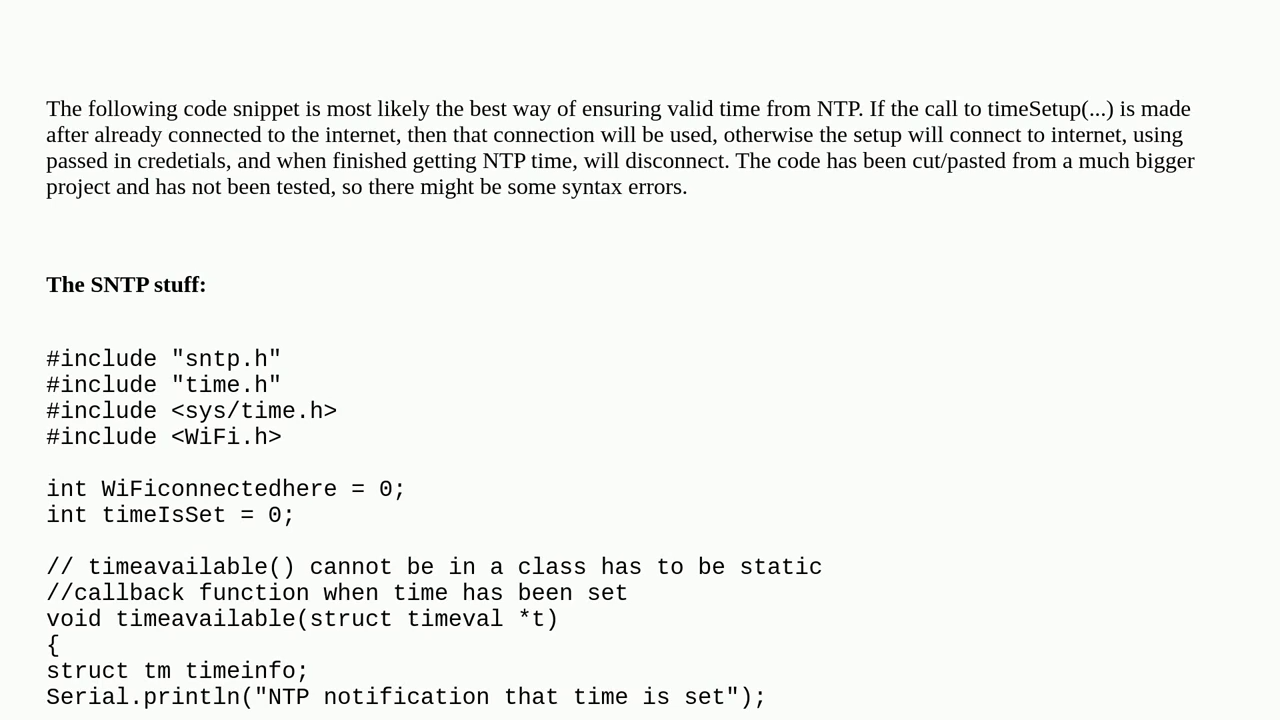 The following code snippet is most likely the best way of ensuring valid time from NTP. If the call to timeSetup(...) is made
after already connected to the internet, then that connection will be used, otherwise the setup will connect to internet, using
passed in credetials, and when finished getting NTP time, will disconnect. The code has been cut/pasted from a much bigger
project and has not been tested, so there might be some syntax errors.
The SNTP stuff:
#include "sntp.h"
#include "time.h"
#include <sys/time.h>
#include <WiFi.h>
int WiFiconnectedhere = 0;
int timeIsSet = 0;
// timeavailable() cannot be in a class has to be static
//callback function when time has been set
void timeavailable(struct timeval *t)
{
struct tm timeinfo;
Serial.println("NTP notification that time is set");